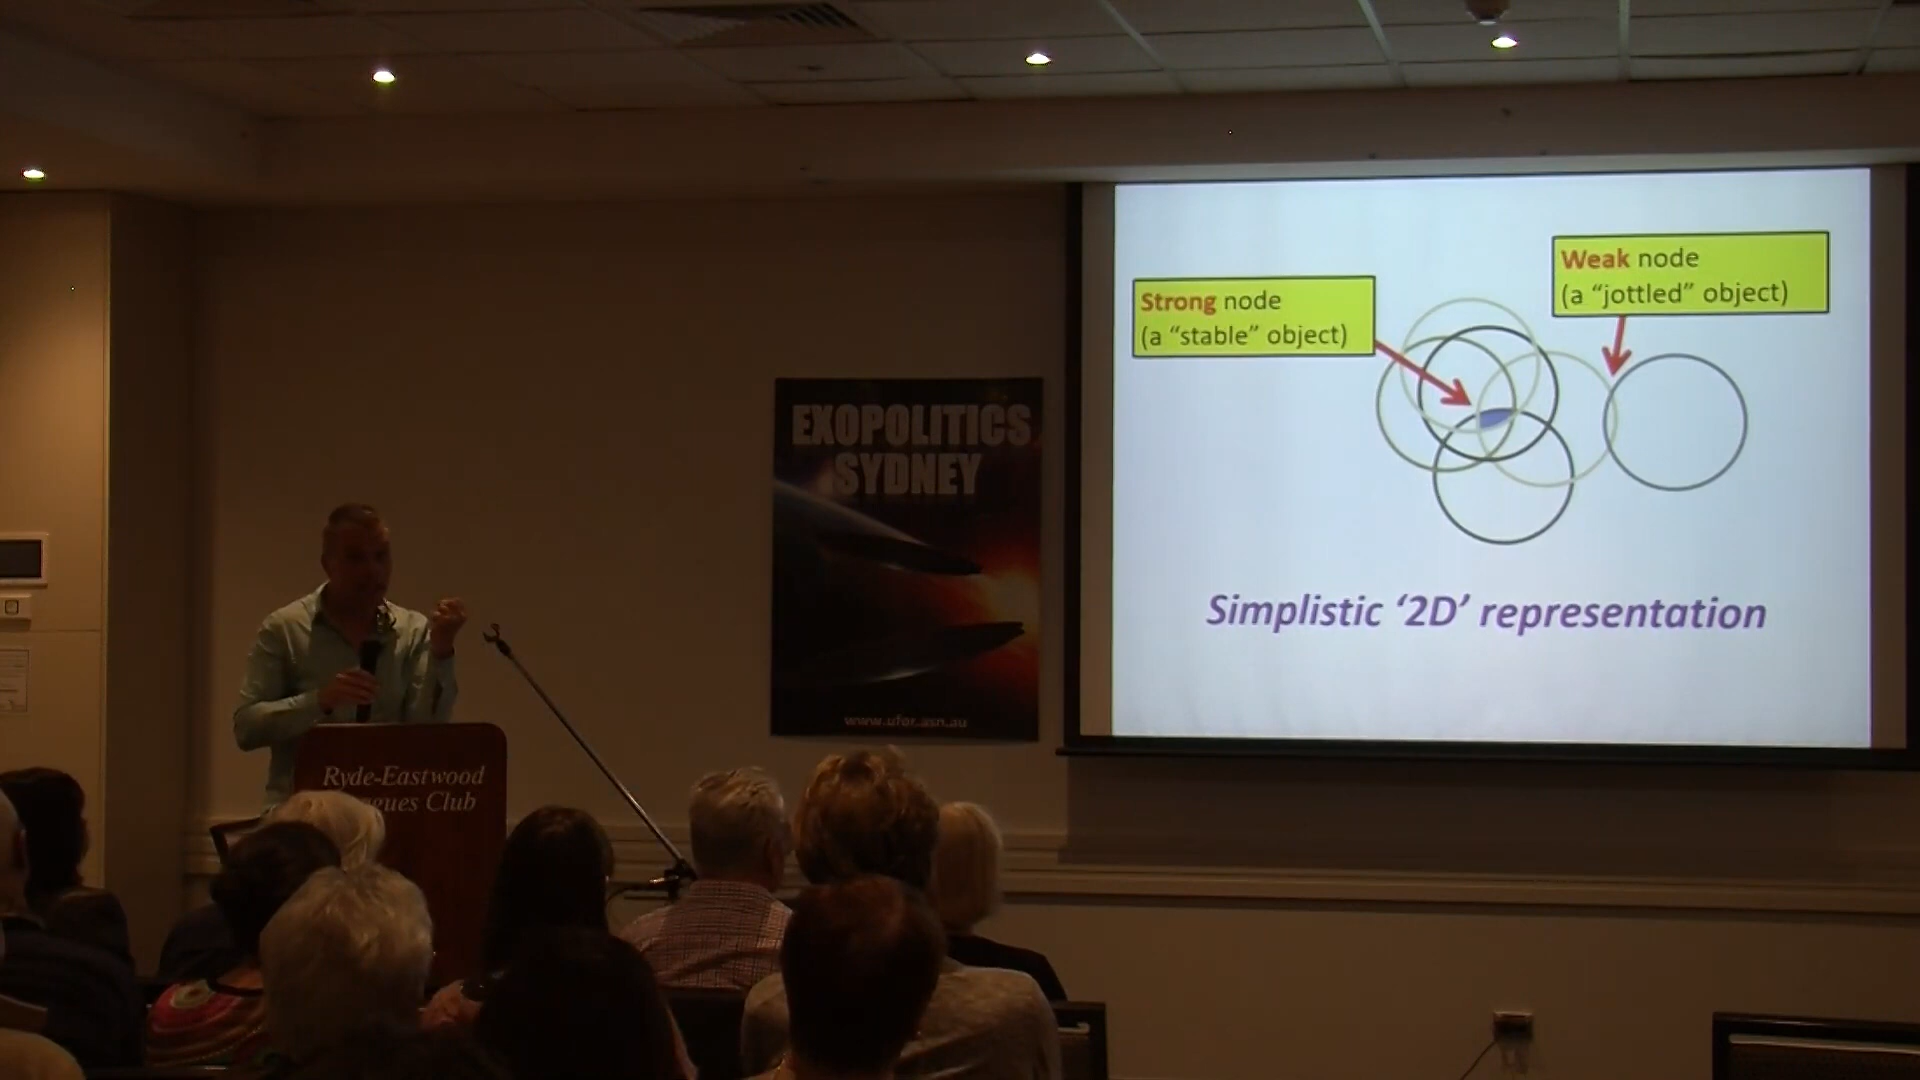 Strong node
(a “stable” object)
Weak node
(a “jottled” object)
Simplistic ‘2D’ representation
EXOPOLITICS
SYDNEY
www.ufor.asn.au
Ryde-Eastwood
gues Club